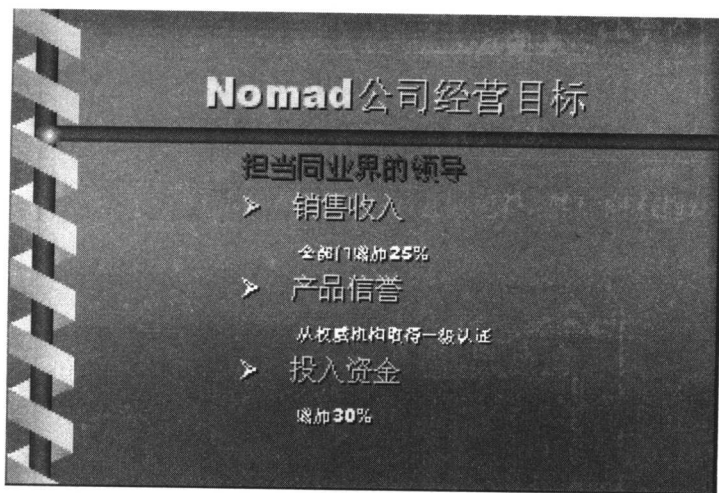 Nomad公司经营目标
担当同业界的领导
销售收入
全部门增加25%
产品信誉
从权威机构取得一级认证
投入资金
增加30%